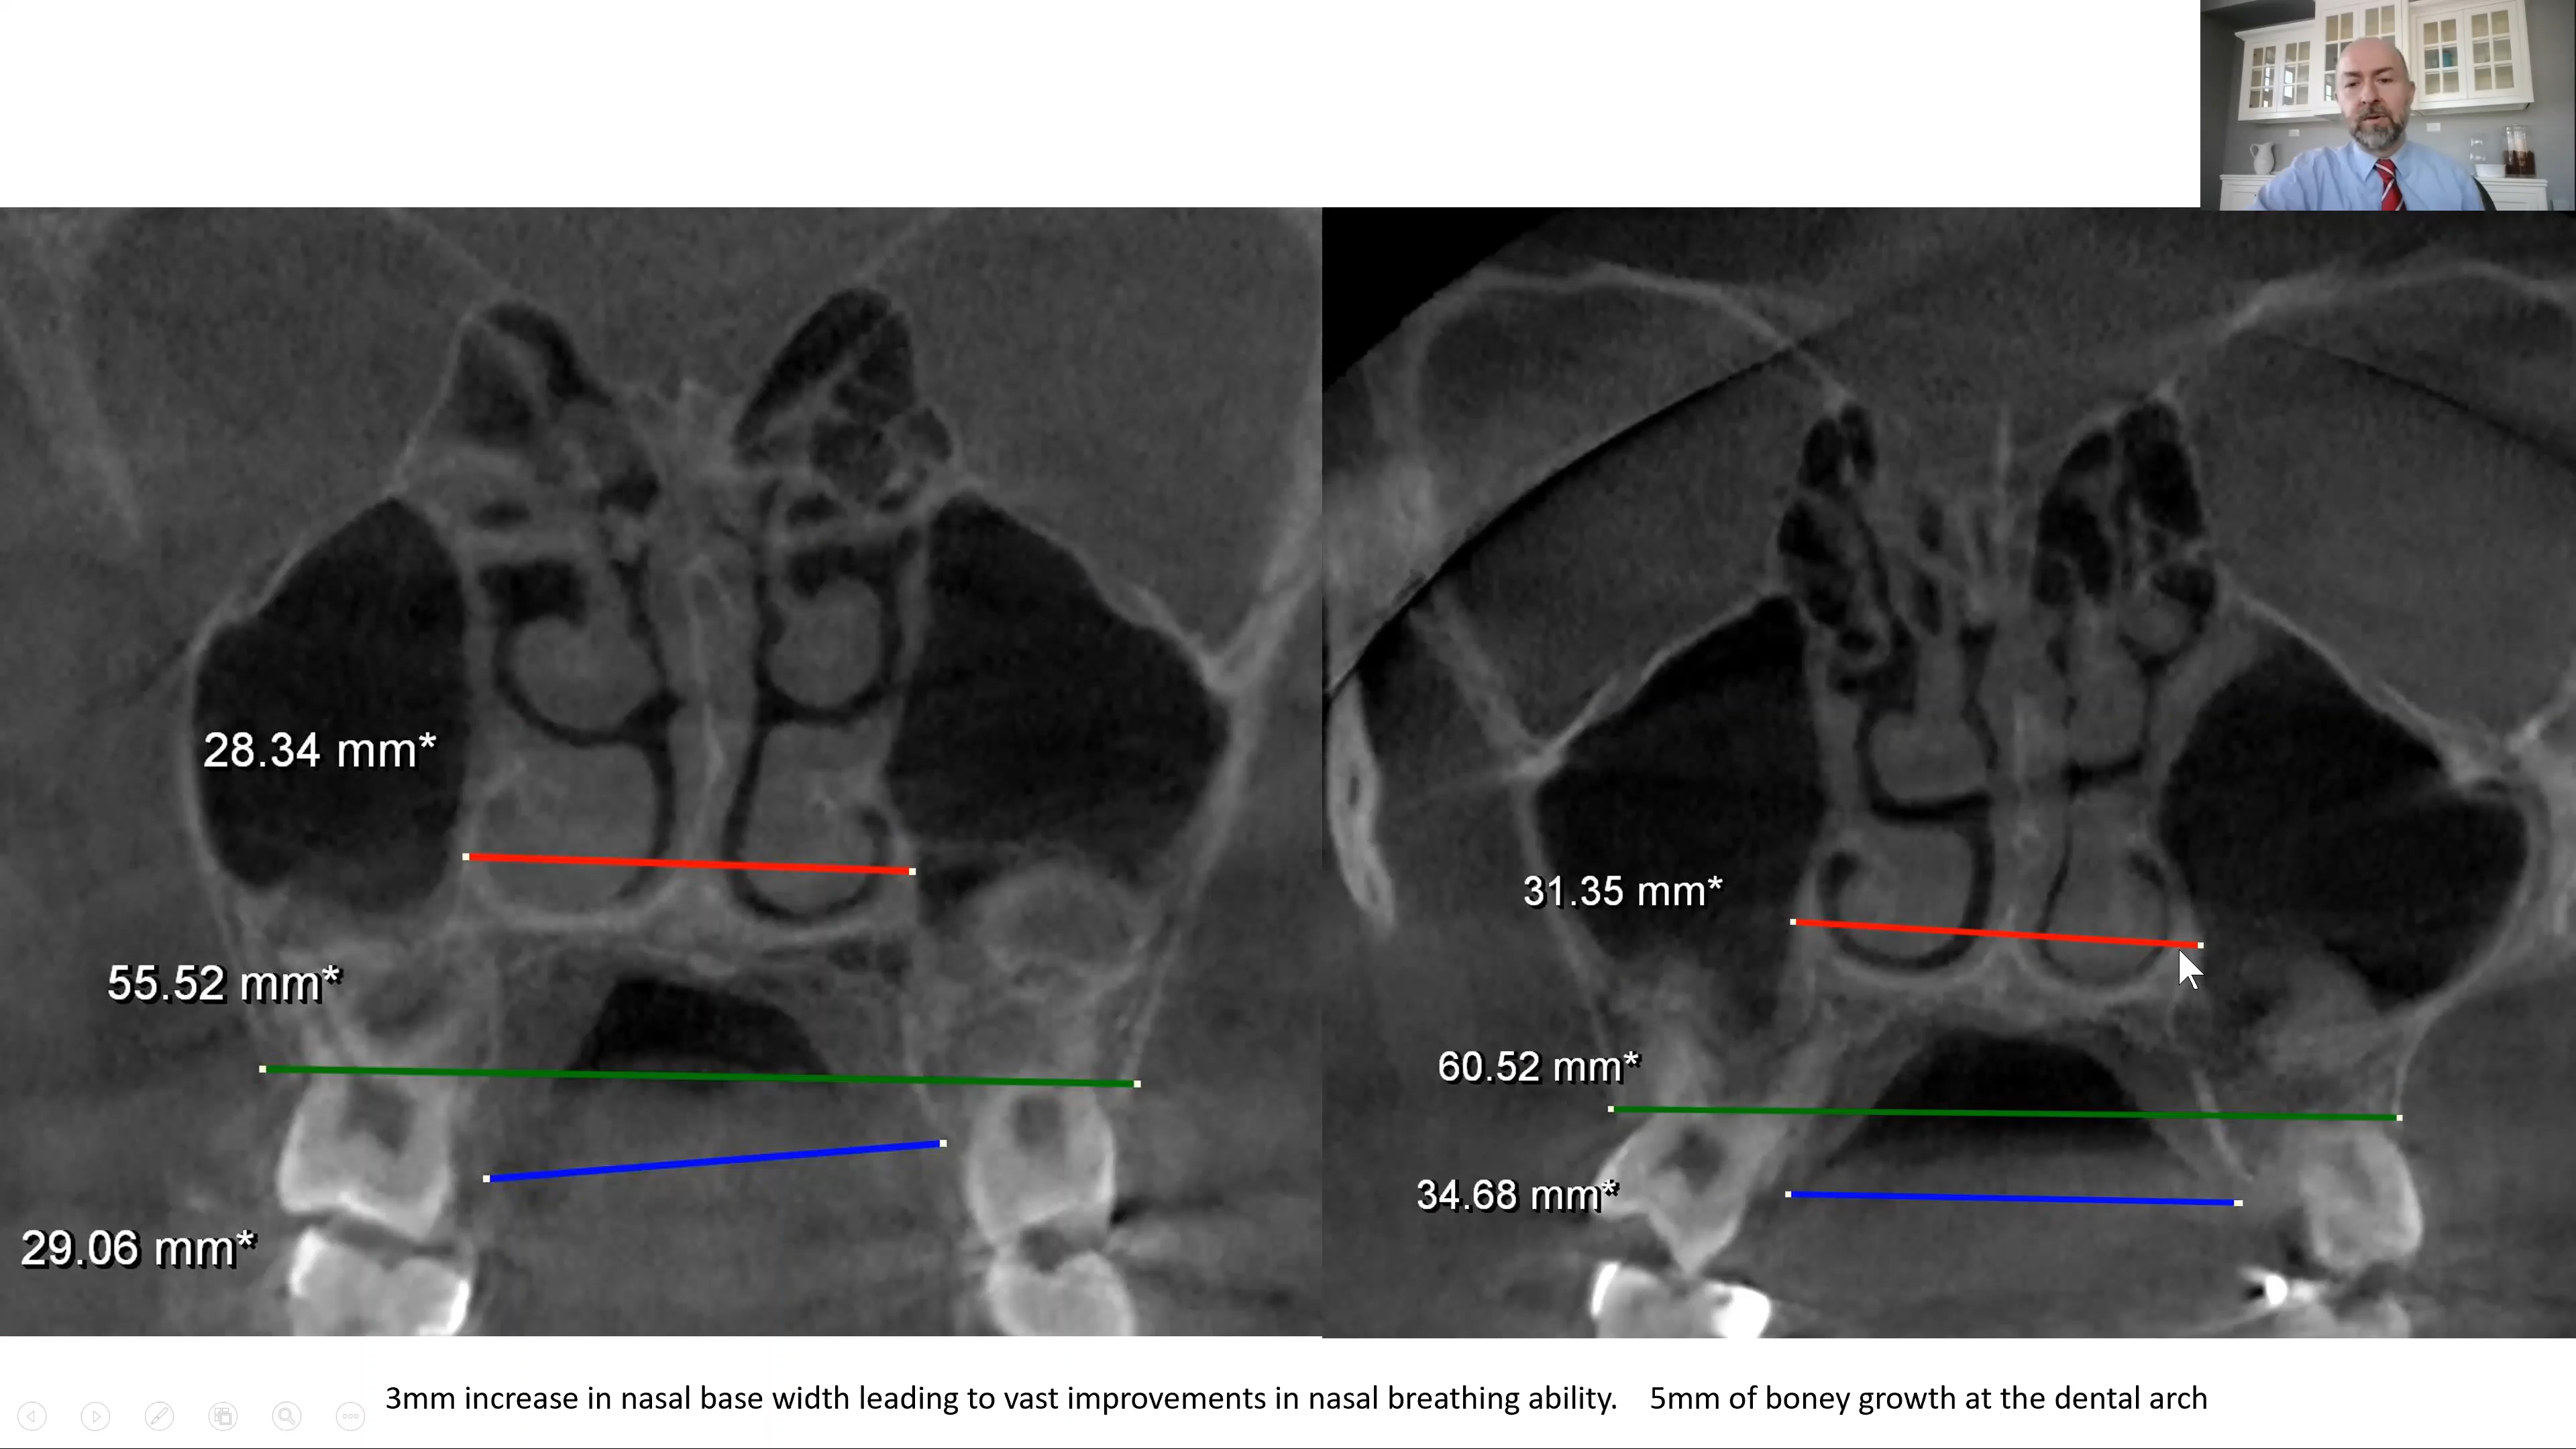 28.34 mm*
55.52 mm*
29.06 mm*
31.35 mm*
60.52 mm*
34.68 mm*
3mm increase in nasal base width leading to vast improvements in nasal breathing ability. 5mm of boney growth at the dental arch